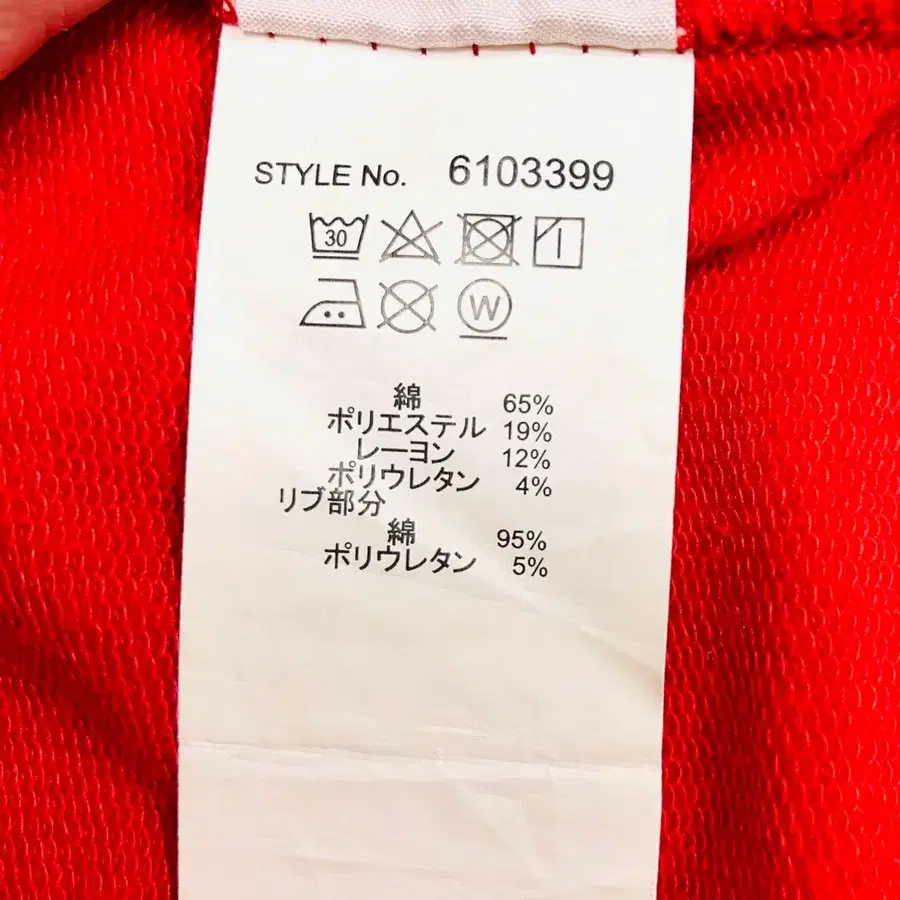 STYLE No. 6103399
30
W
綿 65%
ポリエステル 19%
レーヨン 12%
ポリウレタン 4%
リブ部分
綿 95%
ポリウレタン 5%